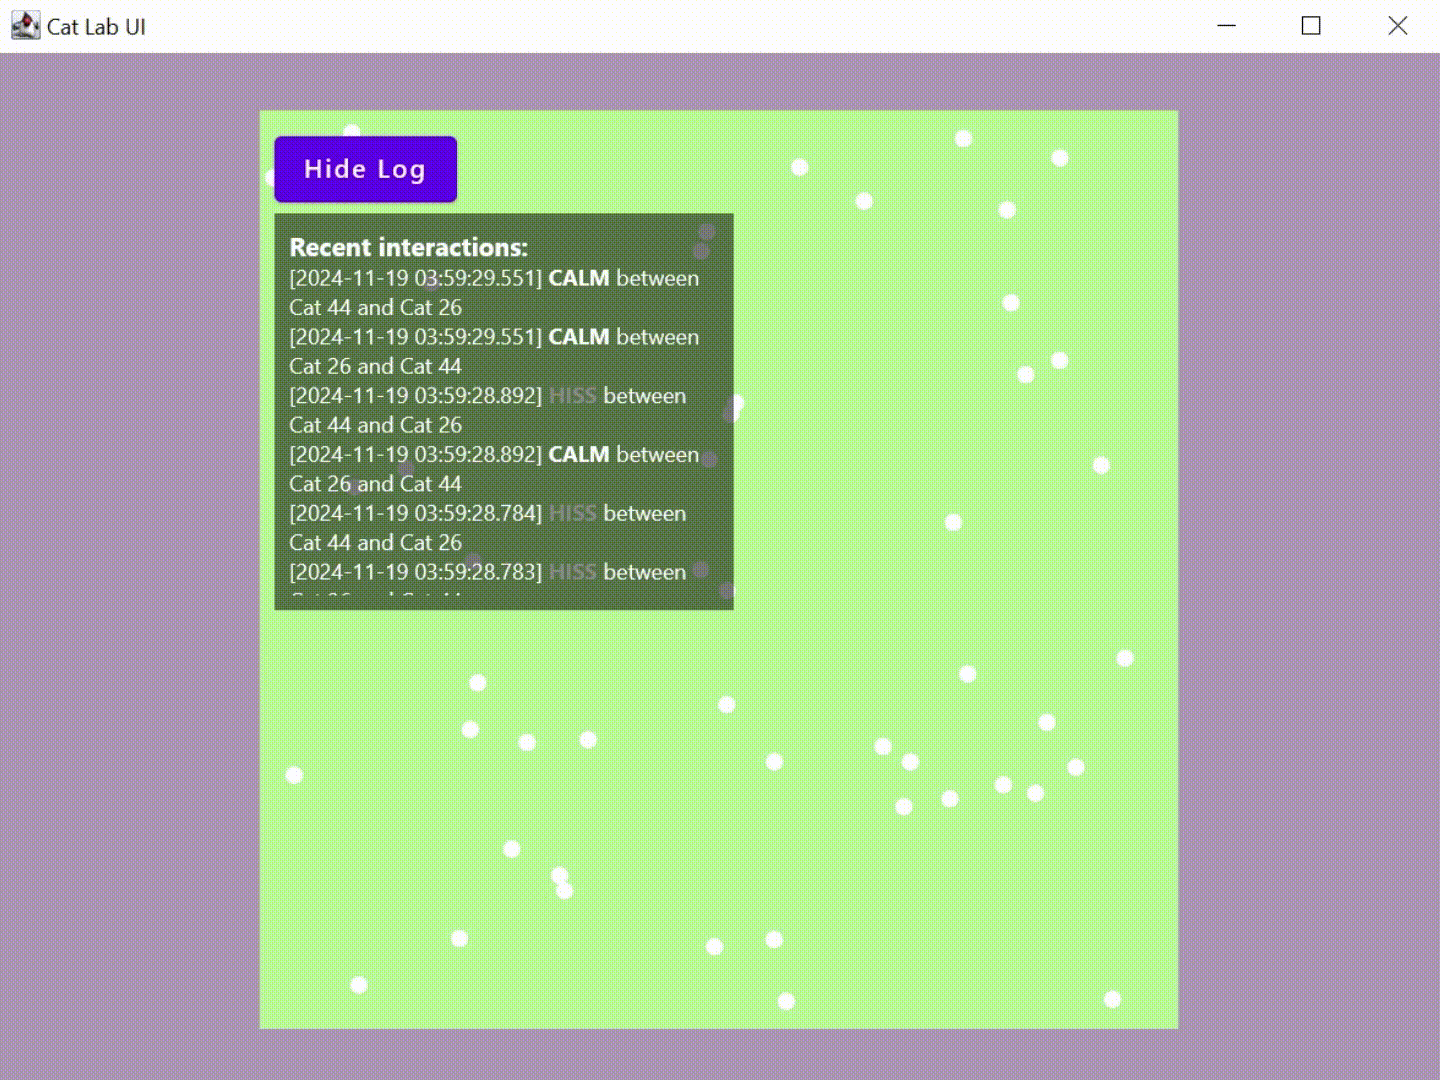 Cat Lab UI
Hide Log
Recent interactions:
[2024-11-19 03:59:29.551] CALM between
Cat 44 and Cat 26
[2024-11-19 03:59:29.551] CALM between
Cat 26 and Cat 44
[2024-11-19 03:59:28.892] HISS between
Cat 44 and Cat 26
[2024-11-19 03:59:28.892] CALM between
Cat 26 and Cat 44
[2024-11-19 03:59:28.784] HISS between
Cat 44 and Cat 26
[2024-11-19 03:59:28.783] HISS between